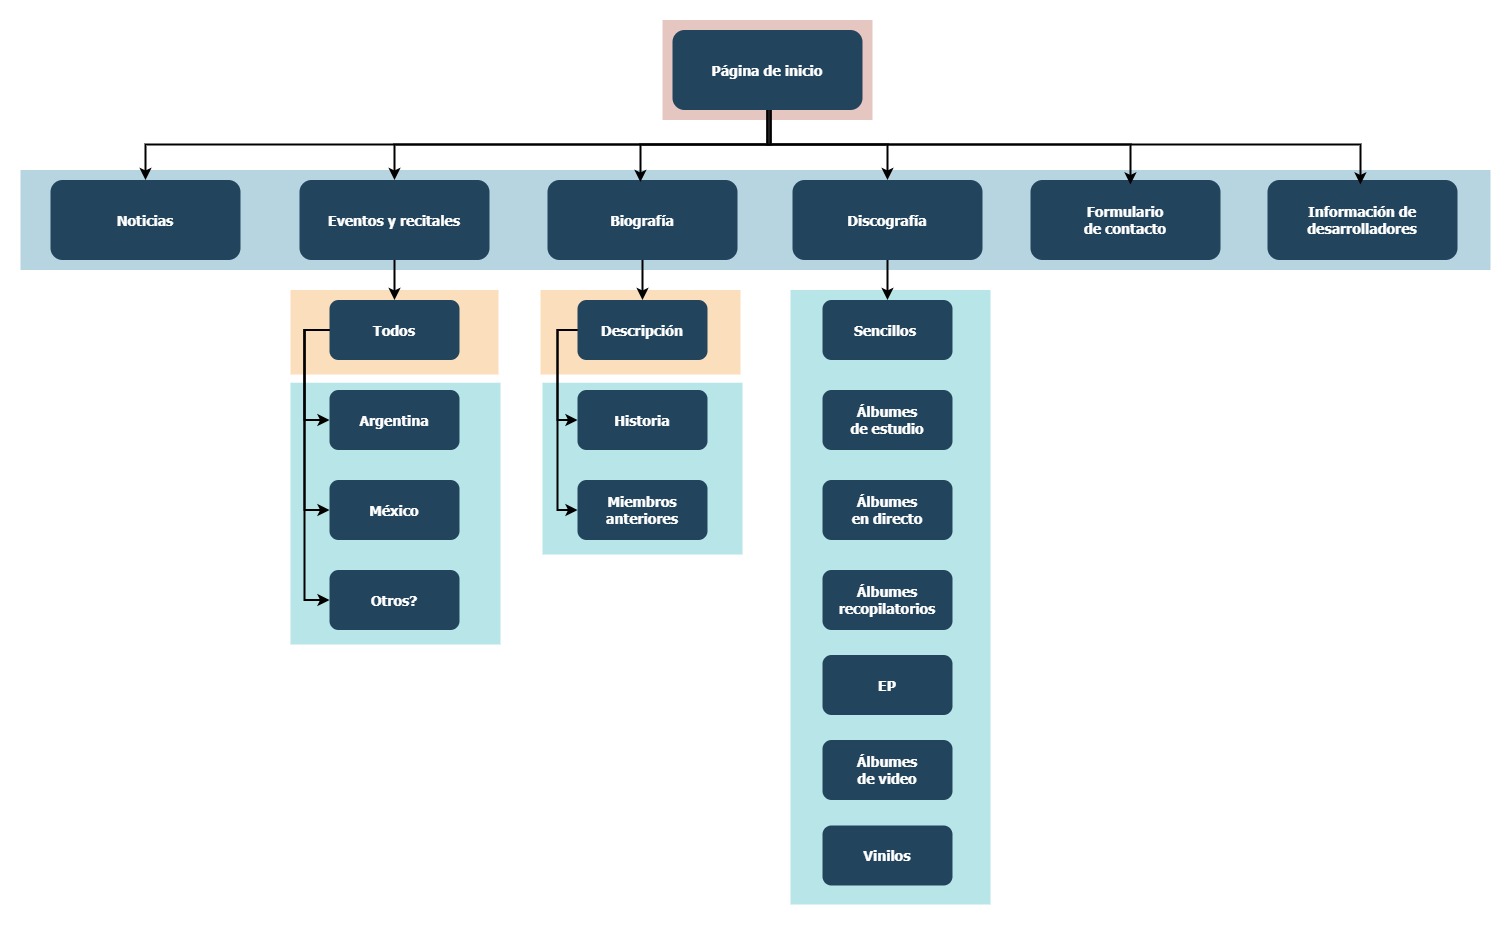 Página de inicio
Noticias
Eventos y recitales
Biografía
Discografía
Formulario
de contacto
Información de
desarrolladores
Todos
Argentina
México
Otros?
Descripción
Historia
Miembros
anteriores
Sencillos
Álbumes
de estudio
Álbumes
en directo
Álbumes
recopilatorios
EP
Álbumes
de video
Vinilos